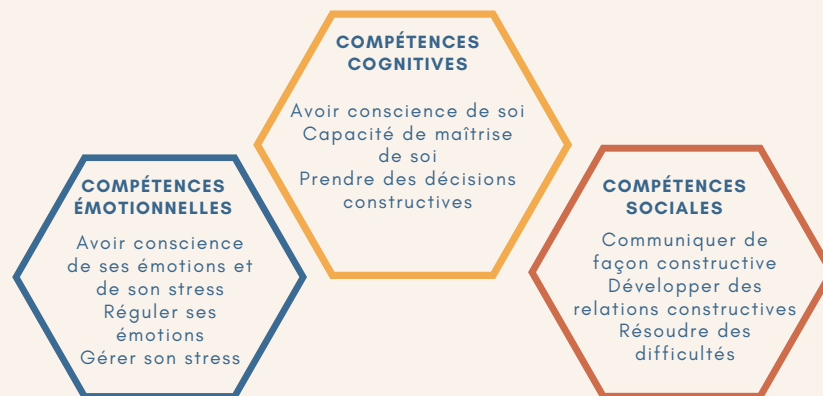 COMPÉTENCES
COGNITIVES
Avoir conscience de soi
Capacité de maîtrise
de soi
Prendre des décisions
constructives
COMPÉTENCES
ÉMOTIONNELLES
Avoir conscience
de ses émotions et
de son stress
Réguler ses
émotions
Gérer son stress
COMPÉTENCES
SOCIALES
Communiquer de
façon constructive
Développer des
relations constructives
Résoudre des
difficultés